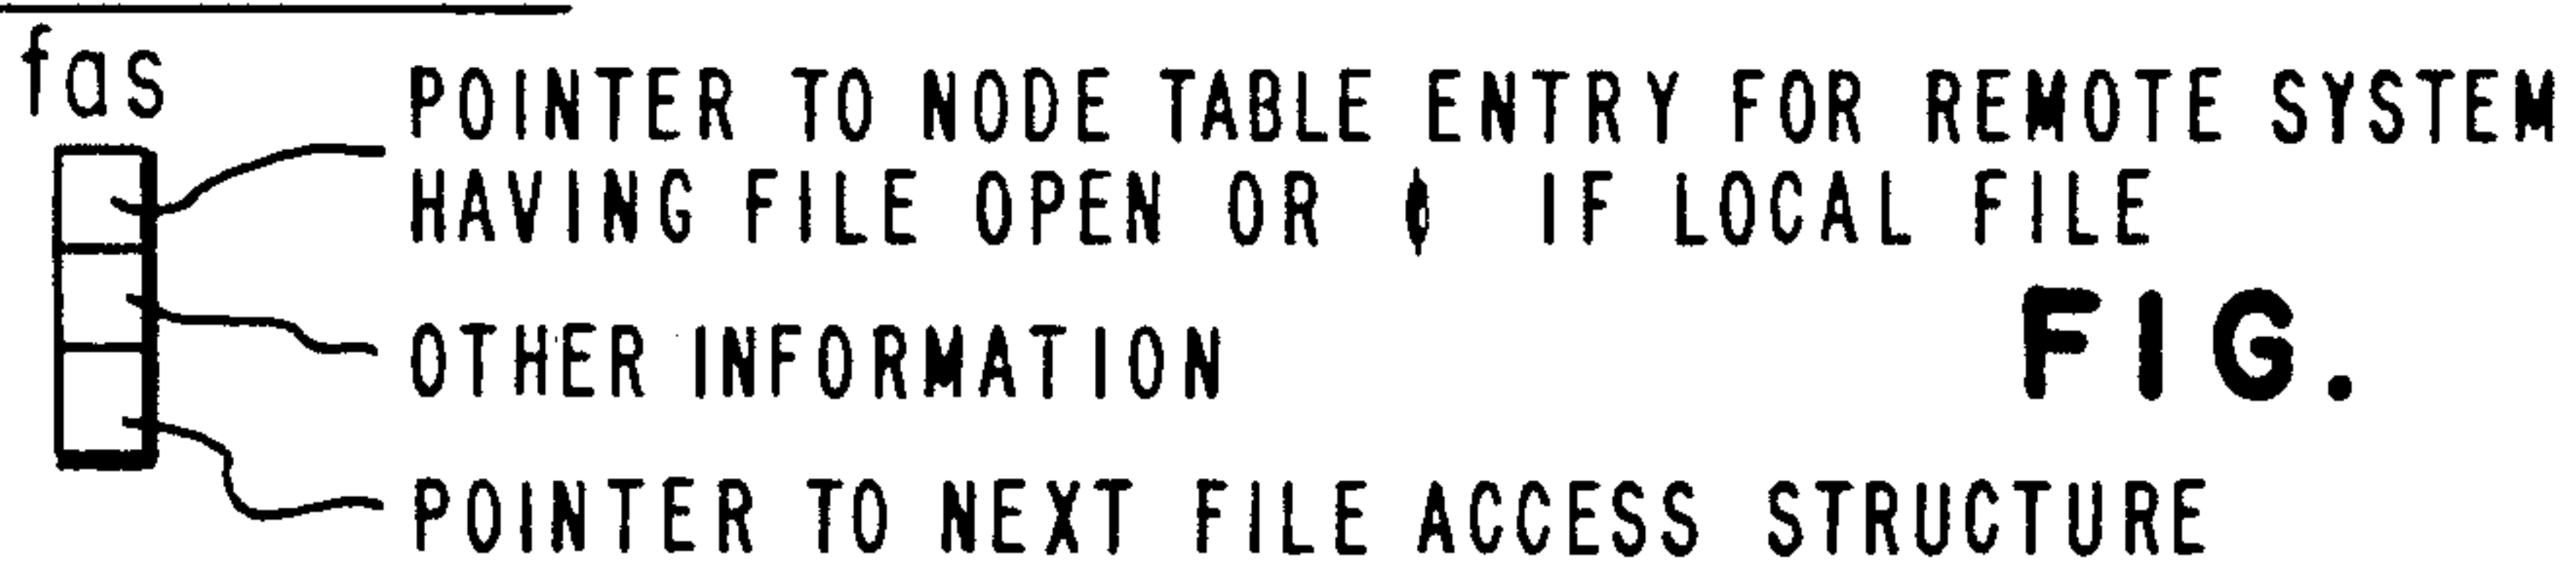 fas
POINTER TO NODE TABLE ENTRY FOR REMOTE SYSTEM
HAVING FILE OPEN OR ϕ IF LOCAL FILE
OTHER INFORMATION
FIG.
POINTER TO NEXT FILE ACCESS STRUCTURE